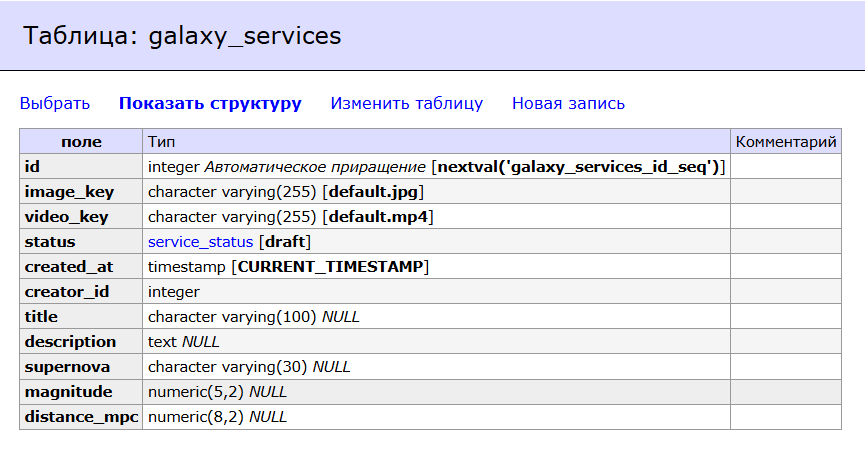 Таблица: galaxy_services
Выбрать Показать структуру Изменить таблицу Новая запись
поле Тип Комментарий
id integer Автоматическое приращение [nextval('galaxy_services_id_seq')]
image_key character varying(255) [default.jpg]
video_key character varying(255) [default.mp4]
status service_status [draft]
created_at timestamp [CURRENT_TIMESTAMP]
creator_id integer
title character varying(100) NULL
description text NULL
supernova character varying(30) NULL
magnitude numeric(5,2) NULL
distance_mpc numeric(8,2) NULL